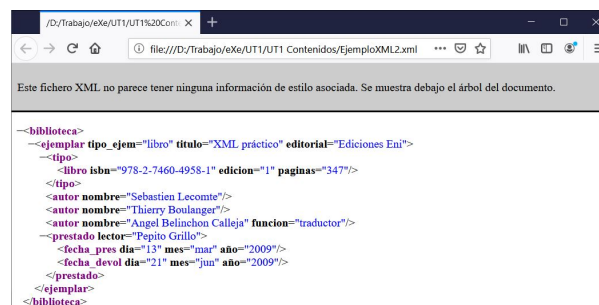 /D:/Trabajo/eXe/UT1/UT1%20Conte
file:///D:/Trabajo/eXe/UT1/UT1 Contenidos/EjemploXML2.xml
Este fichero XML no parece tener ninguna información de estilo asociada. Se muestra debajo el árbol del documento.
−<biblioteca>
−<ejemplar tipo_ejem="libro" titulo="XML práctico" editorial="Ediciones Eni">
−<tipo>
<libro isbn="978-2-7460-4958-1" edicion="1" paginas="347"/>
</tipo>
<autor nombre="Sebastien Lecomte"/>
<autor nombre="Thierry Boulanger"/>
<autor nombre="Angel Belinchon Calleja" funcion="traductor"/>
−<prestado lector="Pepito Grillo">
<fecha_pres dia="13" mes="mar" año="2009"/>
<fecha_devol dia="21" mes="jun" año="2009"/>
</prestado>
</ejemplar>
</biblioteca>